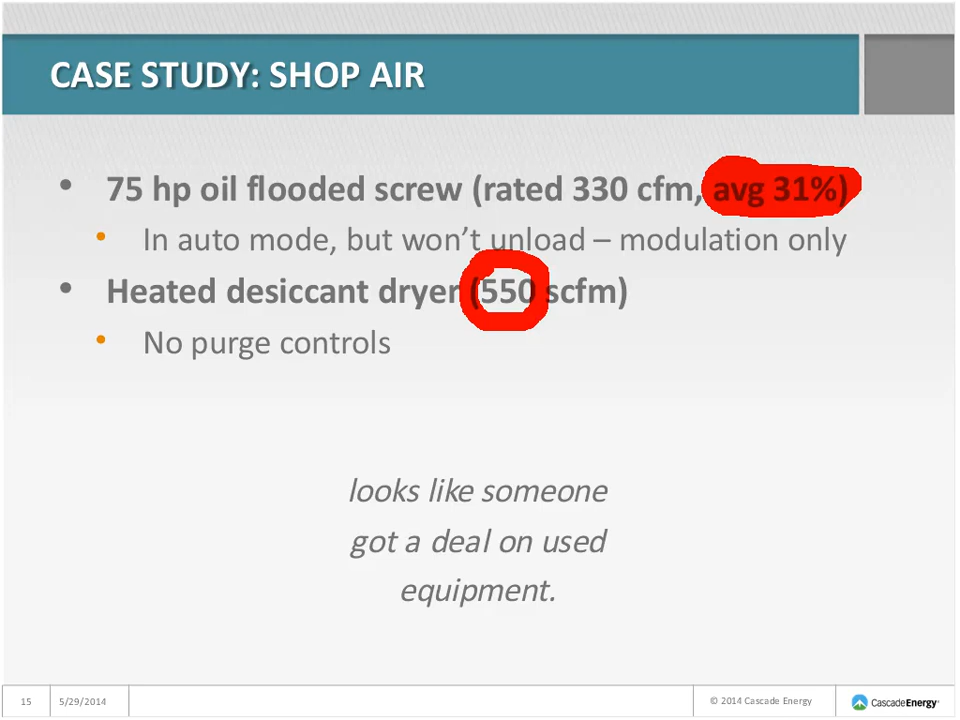 CASE STUDY: SHOP AIR
• 75 hp oil flooded screw (rated 330 cfm, avg 31%)
• In auto mode, but won't unload – modulation only
• Heated desiccant dryer (550 scfm)
• No purge controls
looks like someone
got a deal on used
equipment.
15 5/29/2014 © 2014 Cascade Energy CascadeEnergy